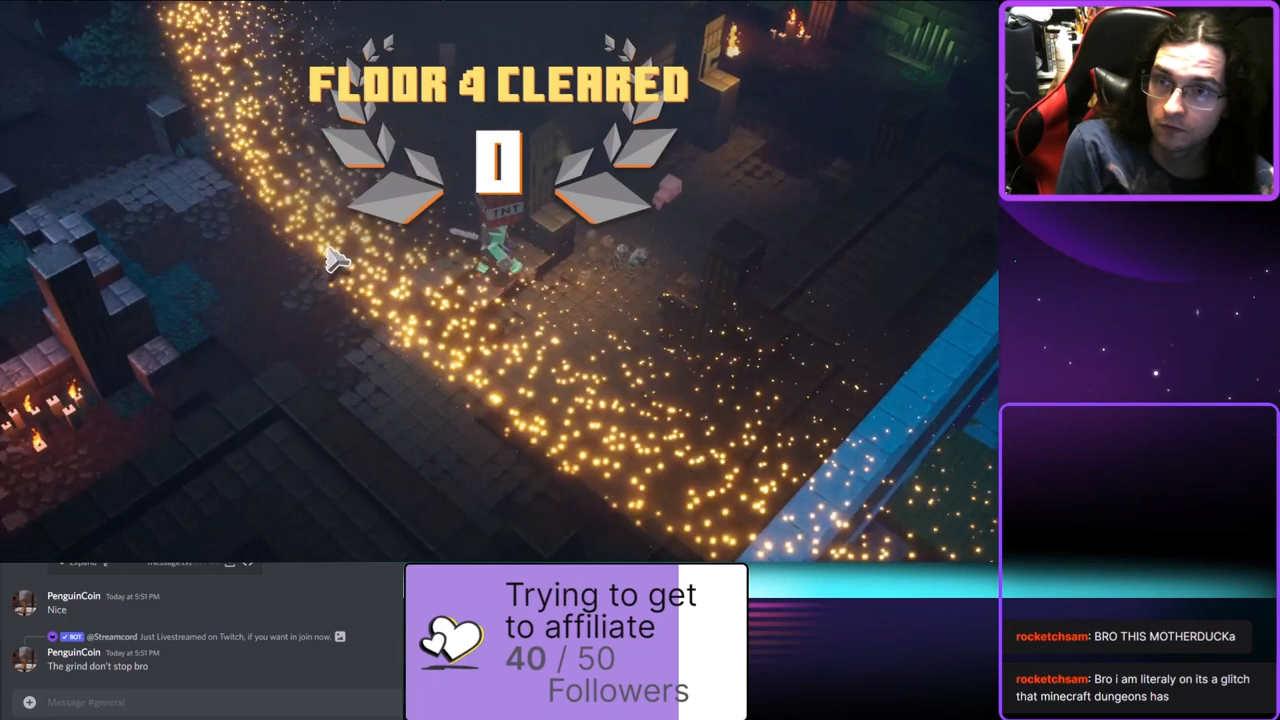 FLOOR 4 CLEARED
TNT
PenguinCoin Today at 5:51 PM
Nice
BOT @Streamcord Just Livestreamed on Twitch, if you want in join now.
PenguinCoin Today at 5:51 PM
The grind don't stop bro
Message #general
Trying to get
to affiliate
40 / 50
Followers
rocketchsam: BRO THIS MOTHERDUCKa
rocketchsam: Bro i am literaly on its a glitch
that minecraft dungeons has